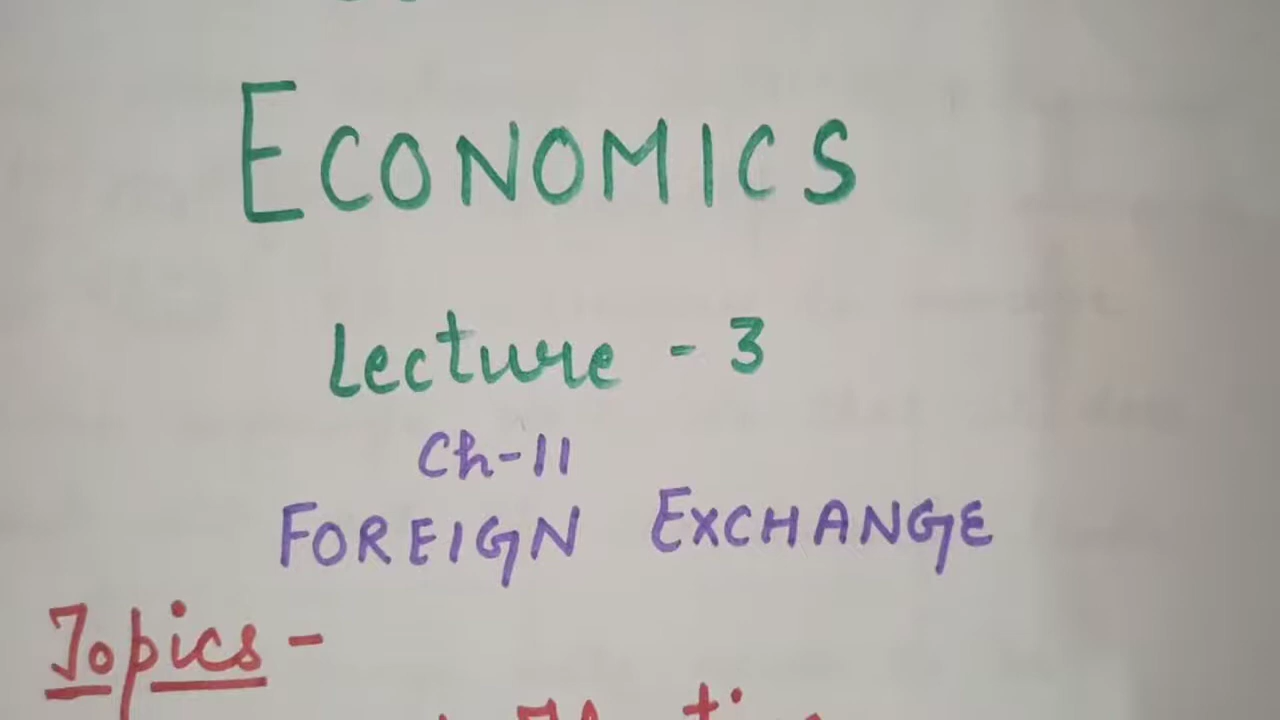 ECONOMICS
Lecture - 3
Ch-11
FOREIGN EXCHANGE
Topics -